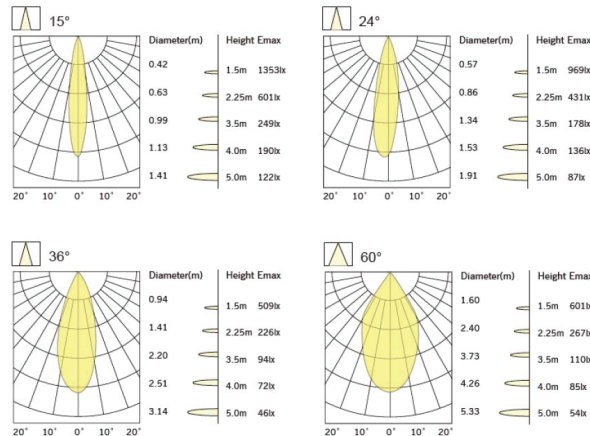 15°
Diameter(m) Height Emax
0.42 1.5m 1353lx
0.63 2.25m 601lx
0.99 3.5m 249lx
1.13 4.0m 190lx
1.41 5.0m 122lx
20° 10° 0° 10° 20°
24°
Diameter(m) Height Emax
0.57 1.5m 969lx
0.86 2.25m 431lx
1.34 3.5m 178lx
1.53 4.0m 136lx
1.91 5.0m 87lx
20° 10° 0° 10° 20°
36°
Diameter(m) Height Emax
0.94 1.5m 509lx
1.41 2.25m 226lx
2.20 3.5m 94lx
2.51 4.0m 72lx
3.14 5.0m 46lx
20° 10° 0° 10° 20°
60°
Diameter(m) Height Emax
1.60 1.5m 601lx
2.40 2.25m 267lx
3.73 3.5m 110lx
4.26 4.0m 85lx
5.33 5.0m 54lx
20° 10° 0° 10° 20°